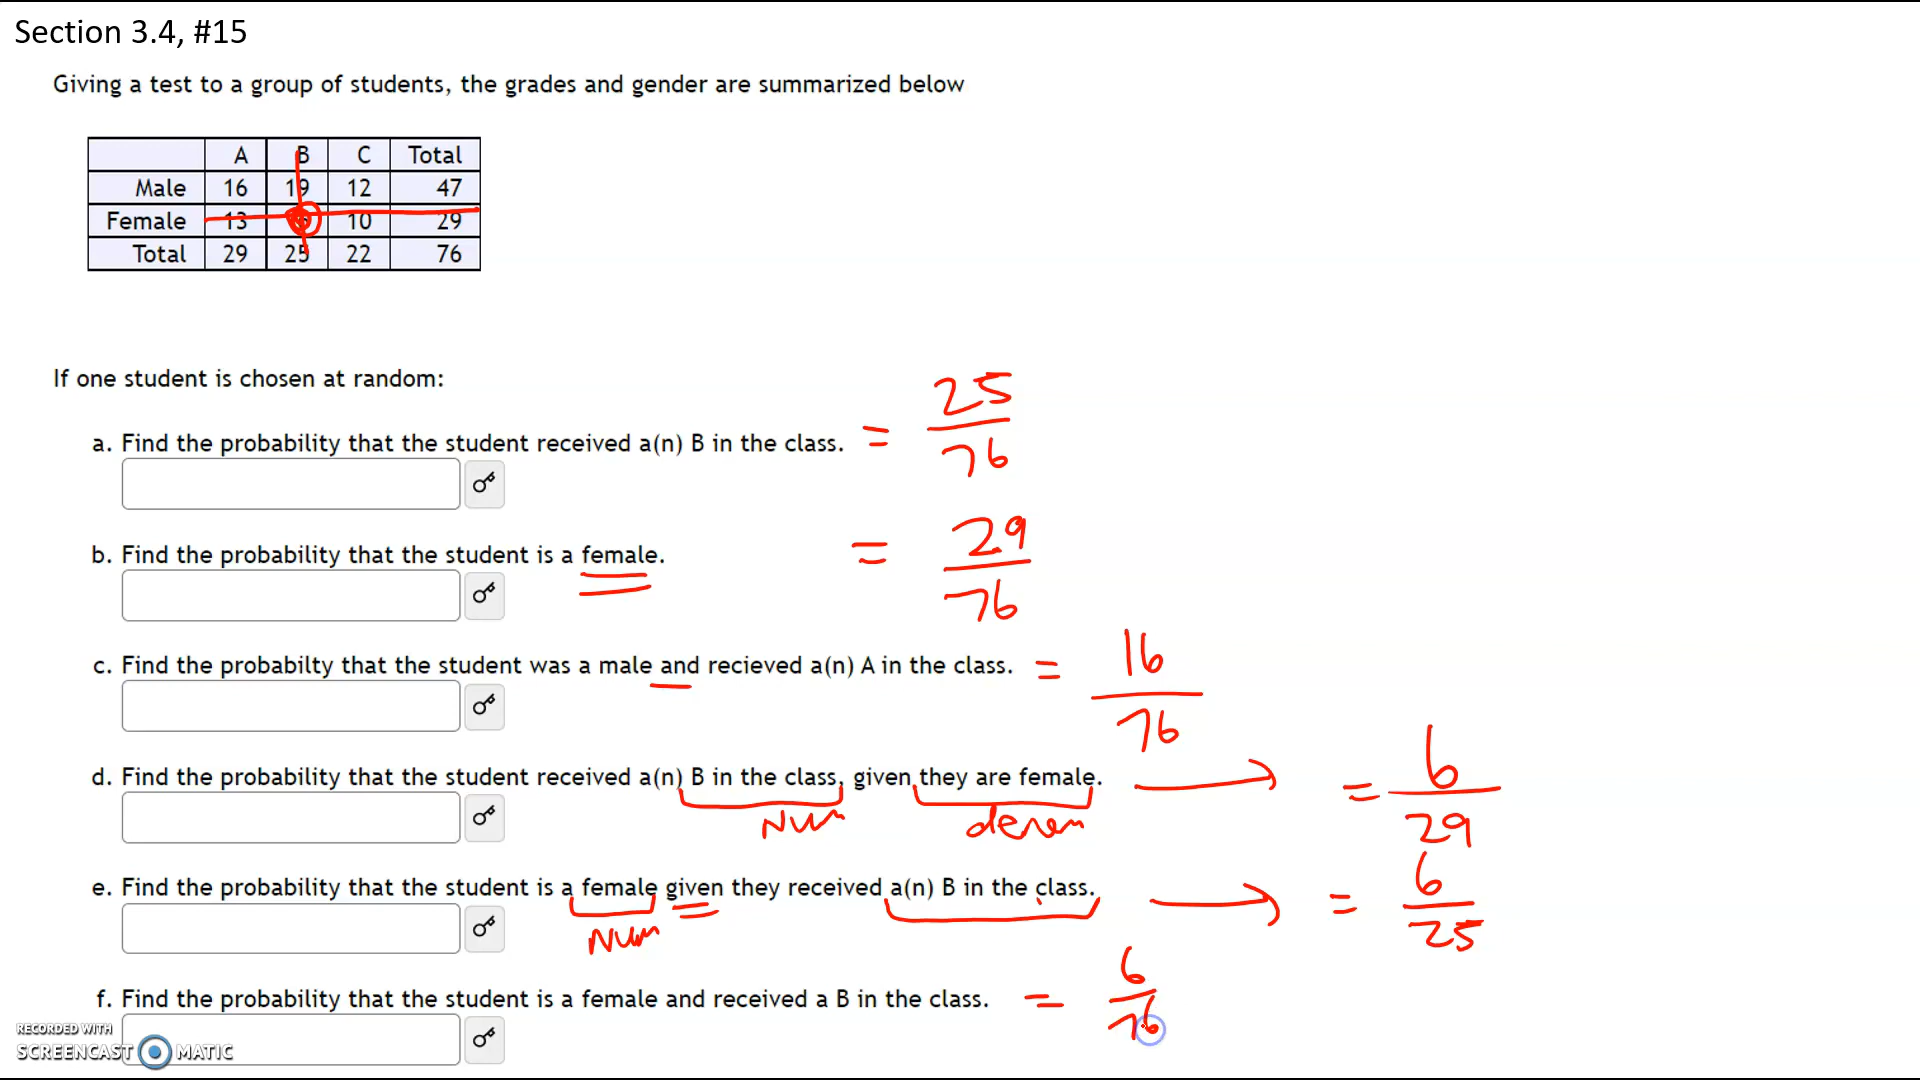 Section 3.4, #15
Giving a test to a group of students, the grades and gender are summarized below
A B C Total
Male 16 19 12 47
Female 13 10 29
Total 29 25 22 76
If one student is chosen at random:
a. Find the probability that the student received a(n) B in the class. = 25/76
b. Find the probability that the student is a female. = 29/76
c. Find the probabilty that the student was a male and recieved a(n) A in the class. = 16/76
d. Find the probability that the student received a(n) B in the class, given they are female. → = 6/29
Num denom
e. Find the probability that the student is a female given they received a(n) B in the class. → = 6/25
Num
f. Find the probability that the student is a female and received a B in the class. = 6/76
RECORDED WITH
SCREENCAST MATIC